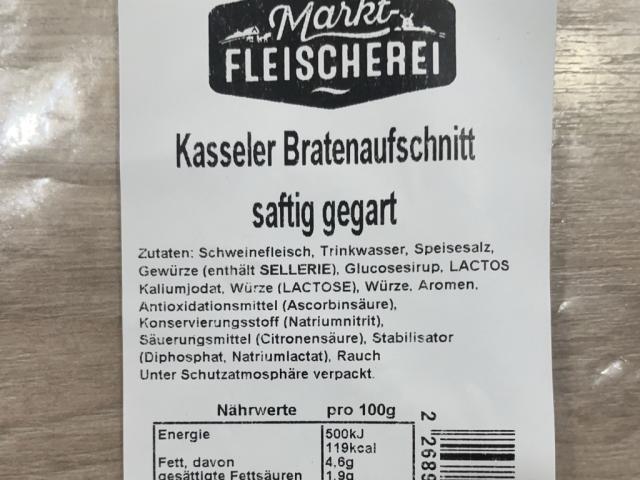 Markt-
FLEISCHEREI
Kasseler Bratenaufschnitt
saftig gegart
Zutaten: Schweinefleisch, Trinkwasser, Speisesalz,
Gewürze (enthält SELLERIE), Glucosesirup, LACTOS
Kaliumjodat, Würze (LACTOSE), Würze, Aromen,
Antioxidationsmittel (Ascorbinsäure),
Konservierungsstoff (Natriumnitrit),
Säuerungsmittel (Citronensäure), Stabilisator
(Diphosphat, Natriumlactat), Rauch
Unter Schutzatmosphäre verpackt.
Nährwerte pro 100g
Energie 500kJ
119kcal
Fett, davon 4,6g
gesättigte Fettsäuren 1,9g
2 2689